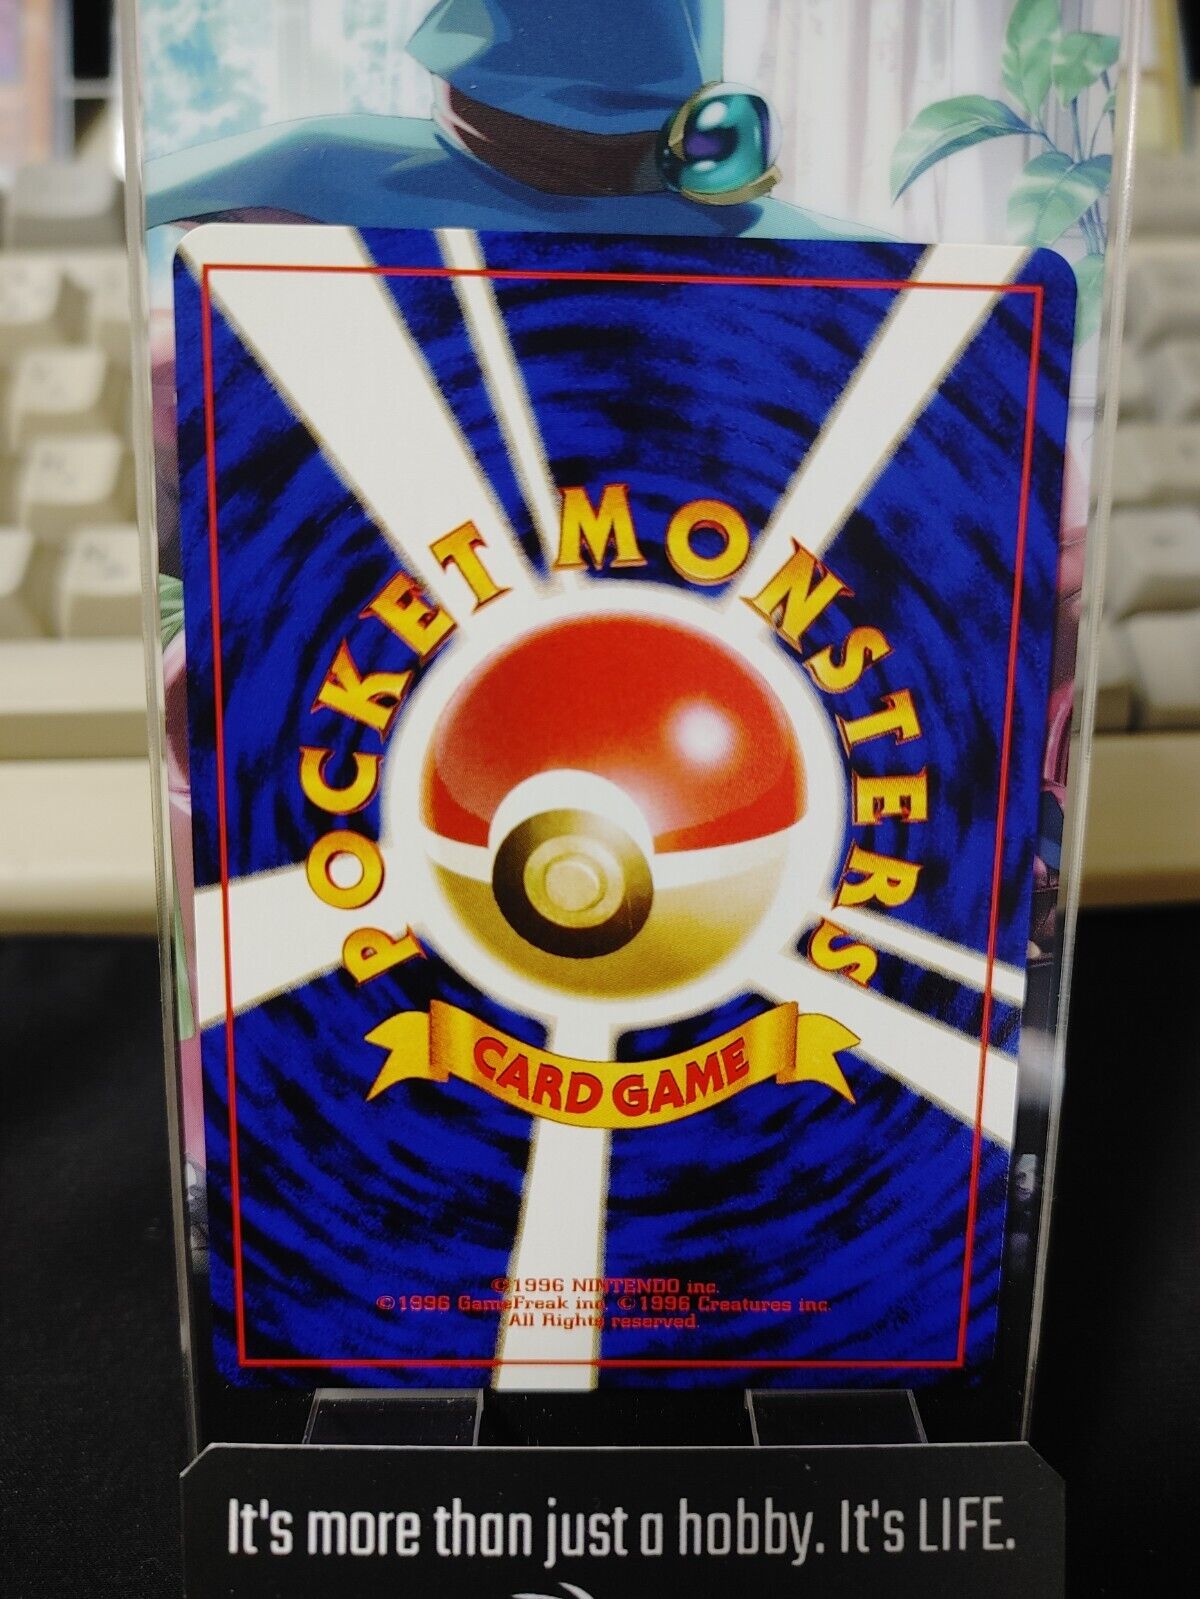 POCKET MONSTERS
CARD GAME
©1996 NINTENDO inc.
©1996 GameFreak inc. ©1996 Creatures inc.
All Rights reserved.
It's more than just a hobby. It's LIFE.